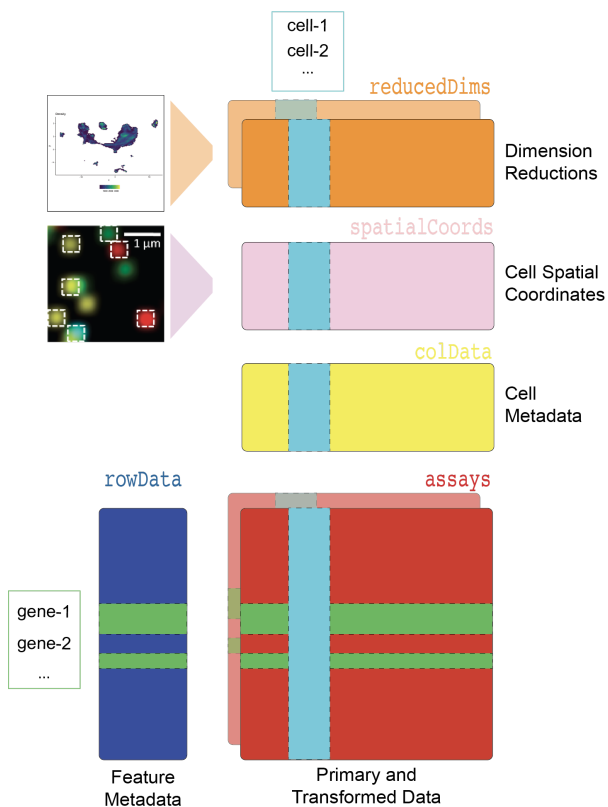 cell-1
cell-2
...
reducedDims
Dimension
Reductions
spatialCoords
1 μm
Cell Spatial
Coordinates
colData
Cell
Metadata
rowData
assays
gene-1
gene-2
...
Feature
Metadata
Primary and
Transformed Data